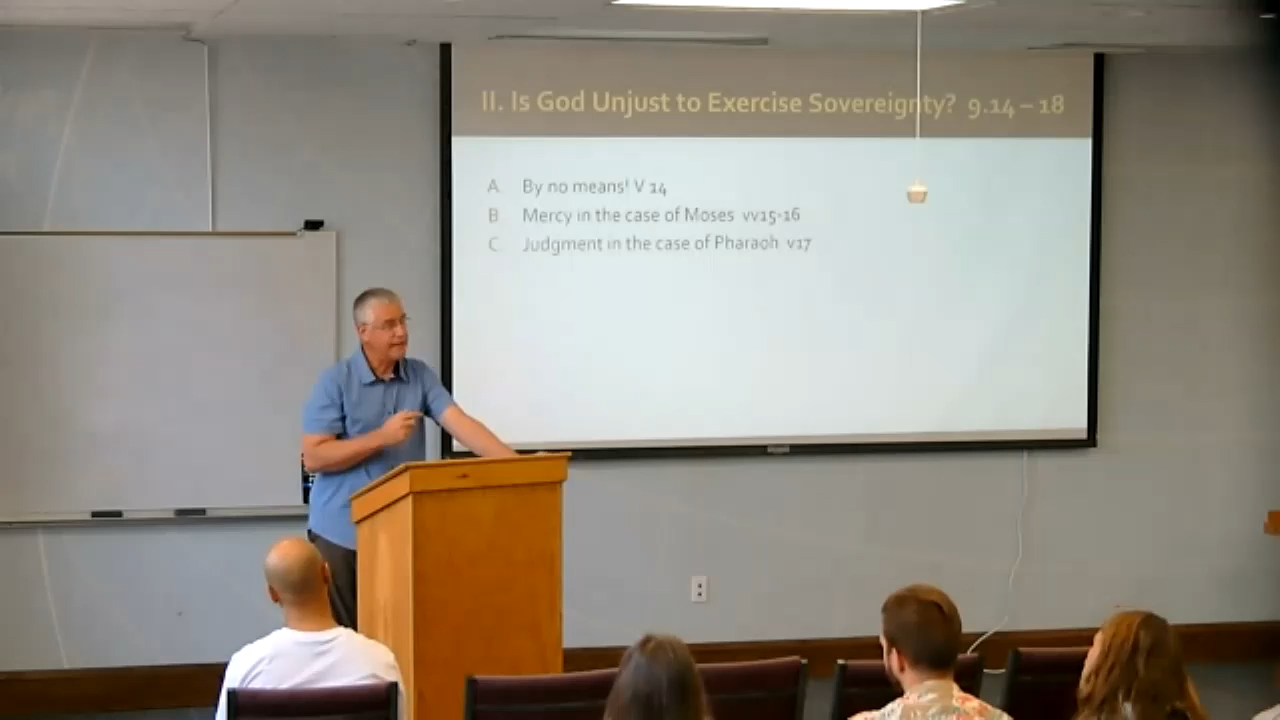 II. Is God Unjust to Exercise Sovereignty? 9.14 – 18
A. By no means! V 14
B. Mercy in the case of Moses vv15-16
C. Judgment in the case of Pharaoh v17